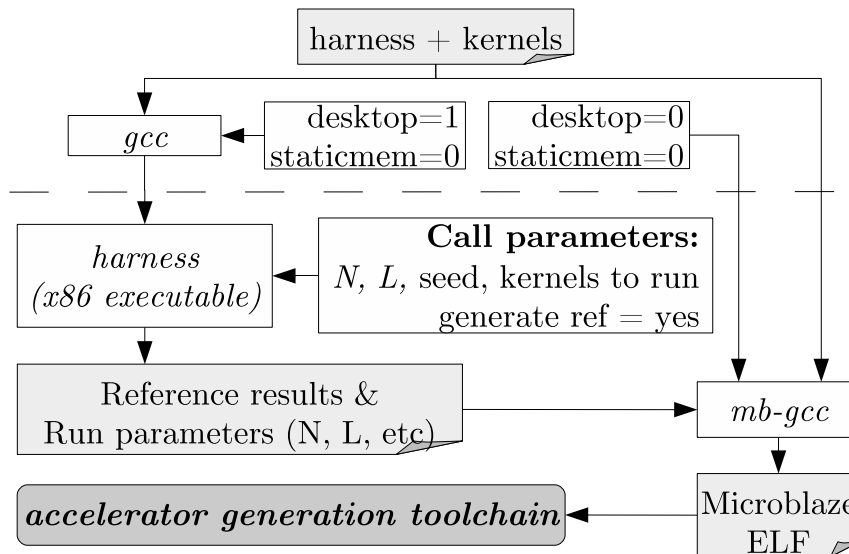 harness + kernels
gcc
desktop=1
staticmem=0
desktop=0
staticmem=0
harness
(x86 executable)
Call parameters:
N, L, seed, kernels to run
generate ref = yes
Reference results &
Run parameters (N, L, etc)
mb-gcc
accelerator generation toolchain
Microblaze
ELF